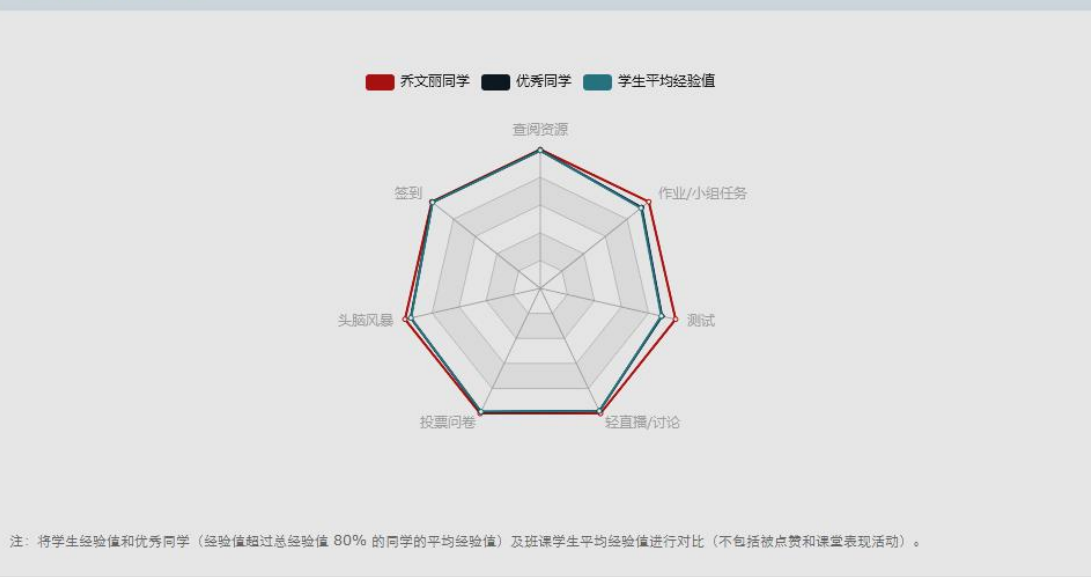 乔文丽同学 优秀同学 学生平均经验值
查阅资源
签到 作业/小组任务
头脑风暴 测试
投票问卷 轻直播/讨论
注：将学生经验值和优秀同学（经验值超过总经验值 80% 的同学的平均经验值）及班课学生平均经验值进行对比（不包括被点赞和课堂表现活动）。